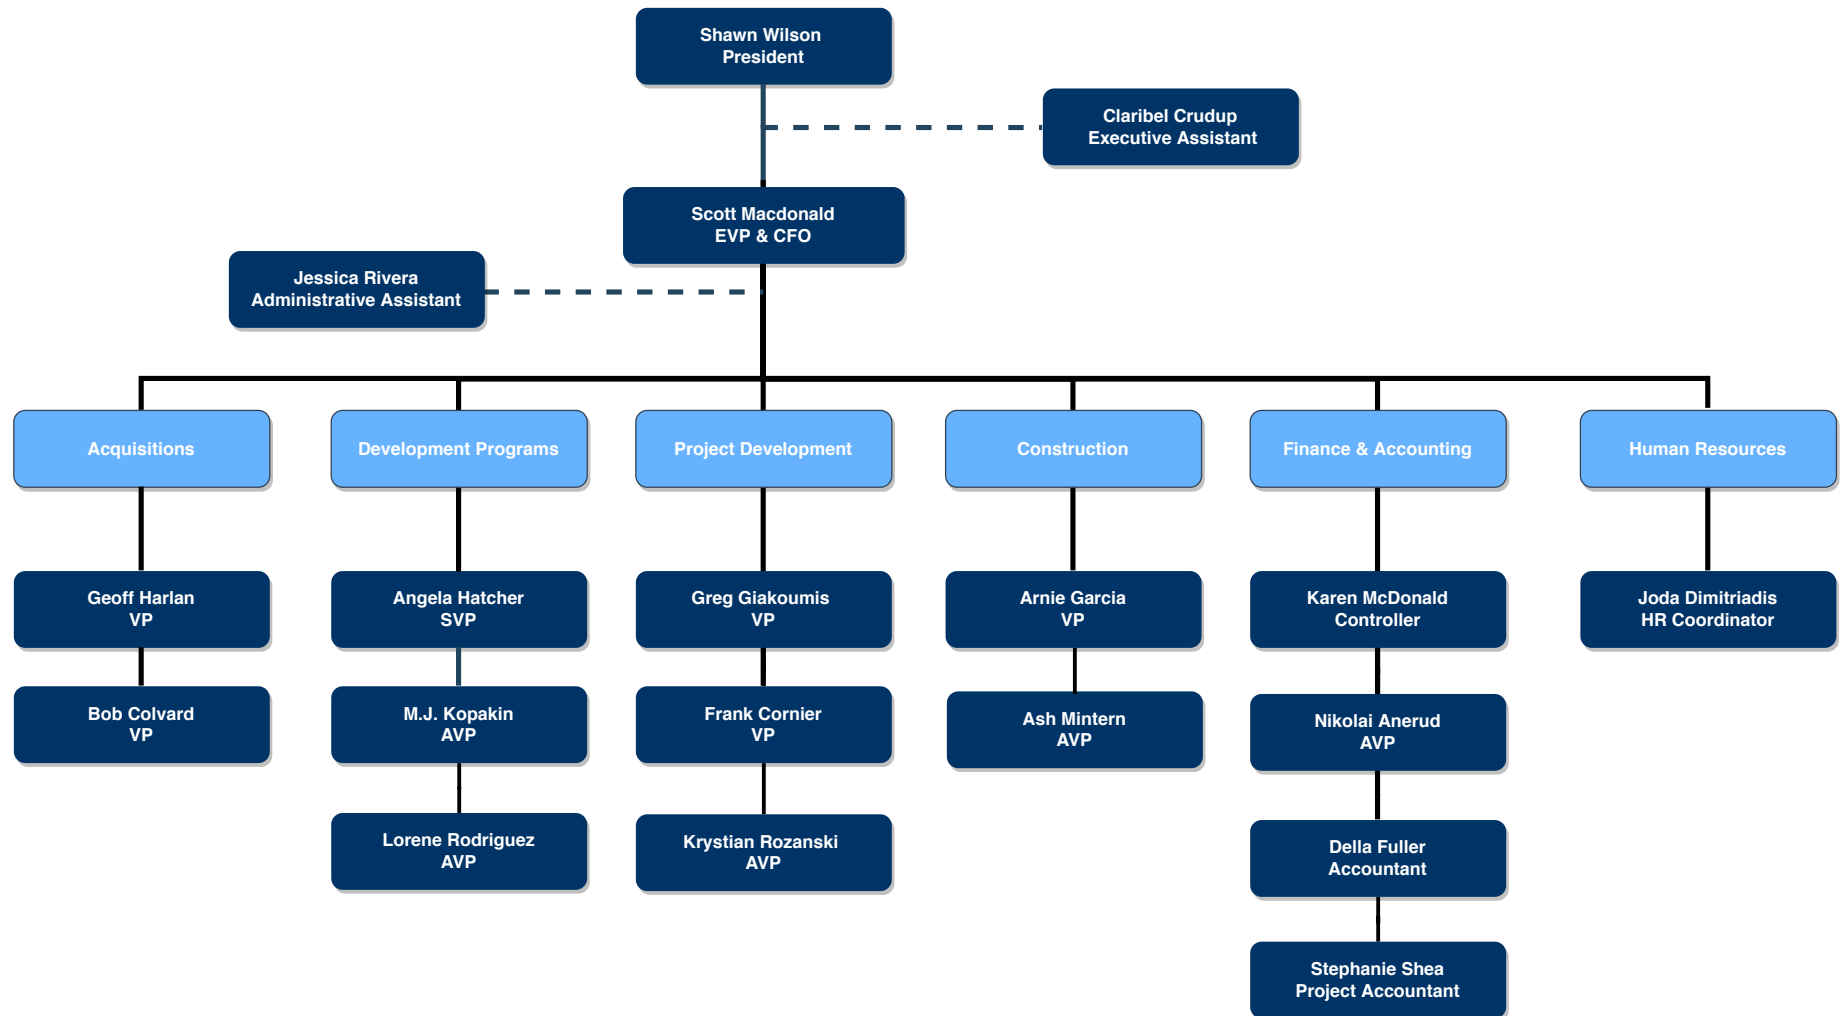 Shawn Wilson
President
Claribel Crudup
Executive Assistant
Scott Macdonald
EVP & CFO
Jessica Rivera
Administrative Assistant
Acquisitions
Development Programs
Project Development
Construction
Finance & Accounting
Human Resources
Geoff Harlan
VP
Angela Hatcher
SVP
Greg Giakoumis
VP
Arnie Garcia
VP
Karen McDonald
Controller
Joda Dimitriadis
HR Coordinator
Bob Colvard
VP
M.J. Kopakin
AVP
Frank Cornier
VP
Ash Mintern
AVP
Nikolai Anerud
AVP
Lorene Rodriguez
AVP
Krystian Rozanski
AVP
Della Fuller
Accountant
Stephanie Shea
Project Accountant